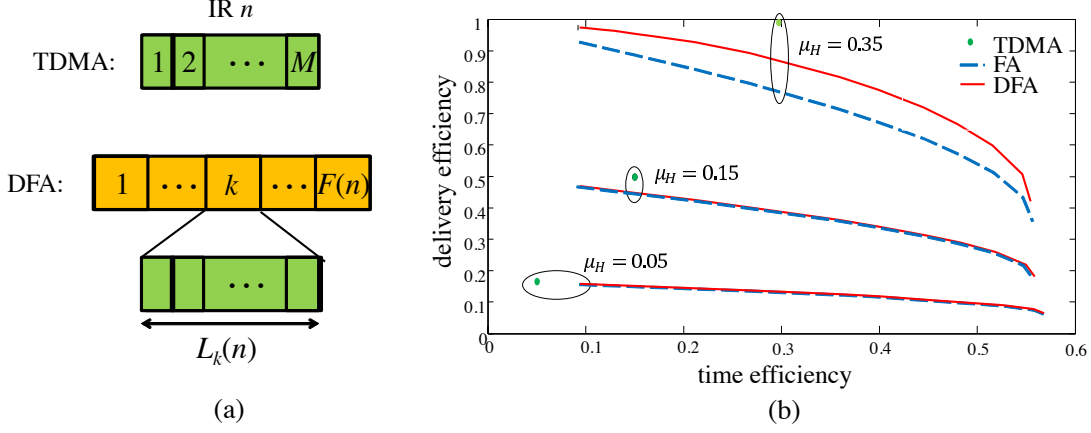 IR n
TDMA:
1 2 ... M
DFA:
1 ... k ... F(n)
...
L_k(n)
(a)
delivery efficiency
1
0.9
0.8
0.7
0.6
0.5
0.4
0.3
0.2
0.1
0
0 0.1 0.2 0.3 0.4 0.5 0.6
time efficiency
μ_H = 0.35
μ_H = 0.15
μ_H = 0.05
TDMA
FA
DFA
(b)